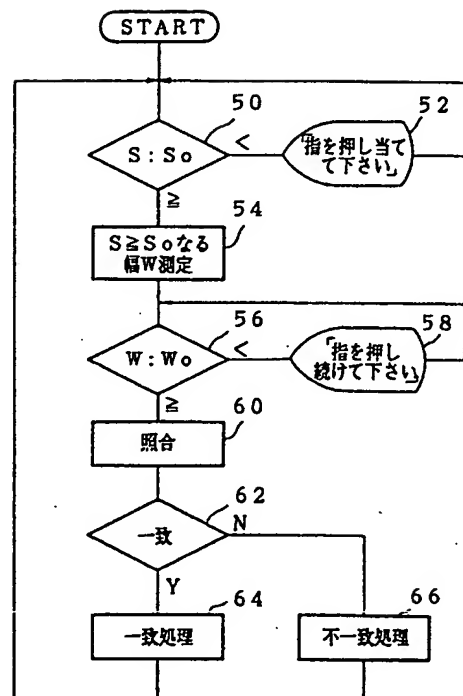 START
50
S:So
<
52
「指を押し当て
て下さい」
≧
54
S≧Soなる
幅W測定
56
W:Wo
<
58
「指を押し
続けて下さい」
≧
60
照合
62
一致
N
Y
64
一致処理
66
不一致処理